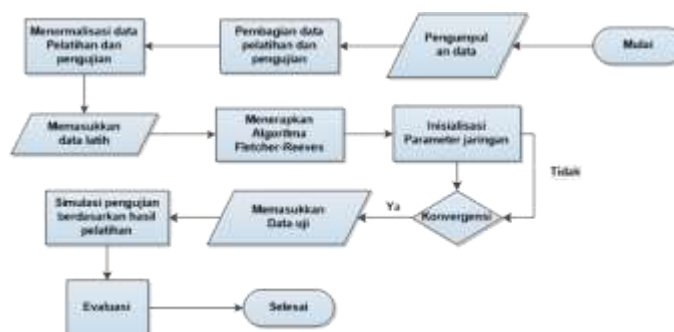 Mulai
Pengumpul
an data
Pembagian data
pelatihan dan
pengujian
Menormalisasi data
Pelatihan dan
pengujian
Memasukkan
data latih
Menerapkan
Algoritma
Fletcher-Reeves
Inisialisasi
Parameter jaringan
Tidak
Konvergensi
Ya
Memasukkan
Data uji
Simulasi pengujian
berdasarkan hasil
pelatihan
Evaluasi
Selesai